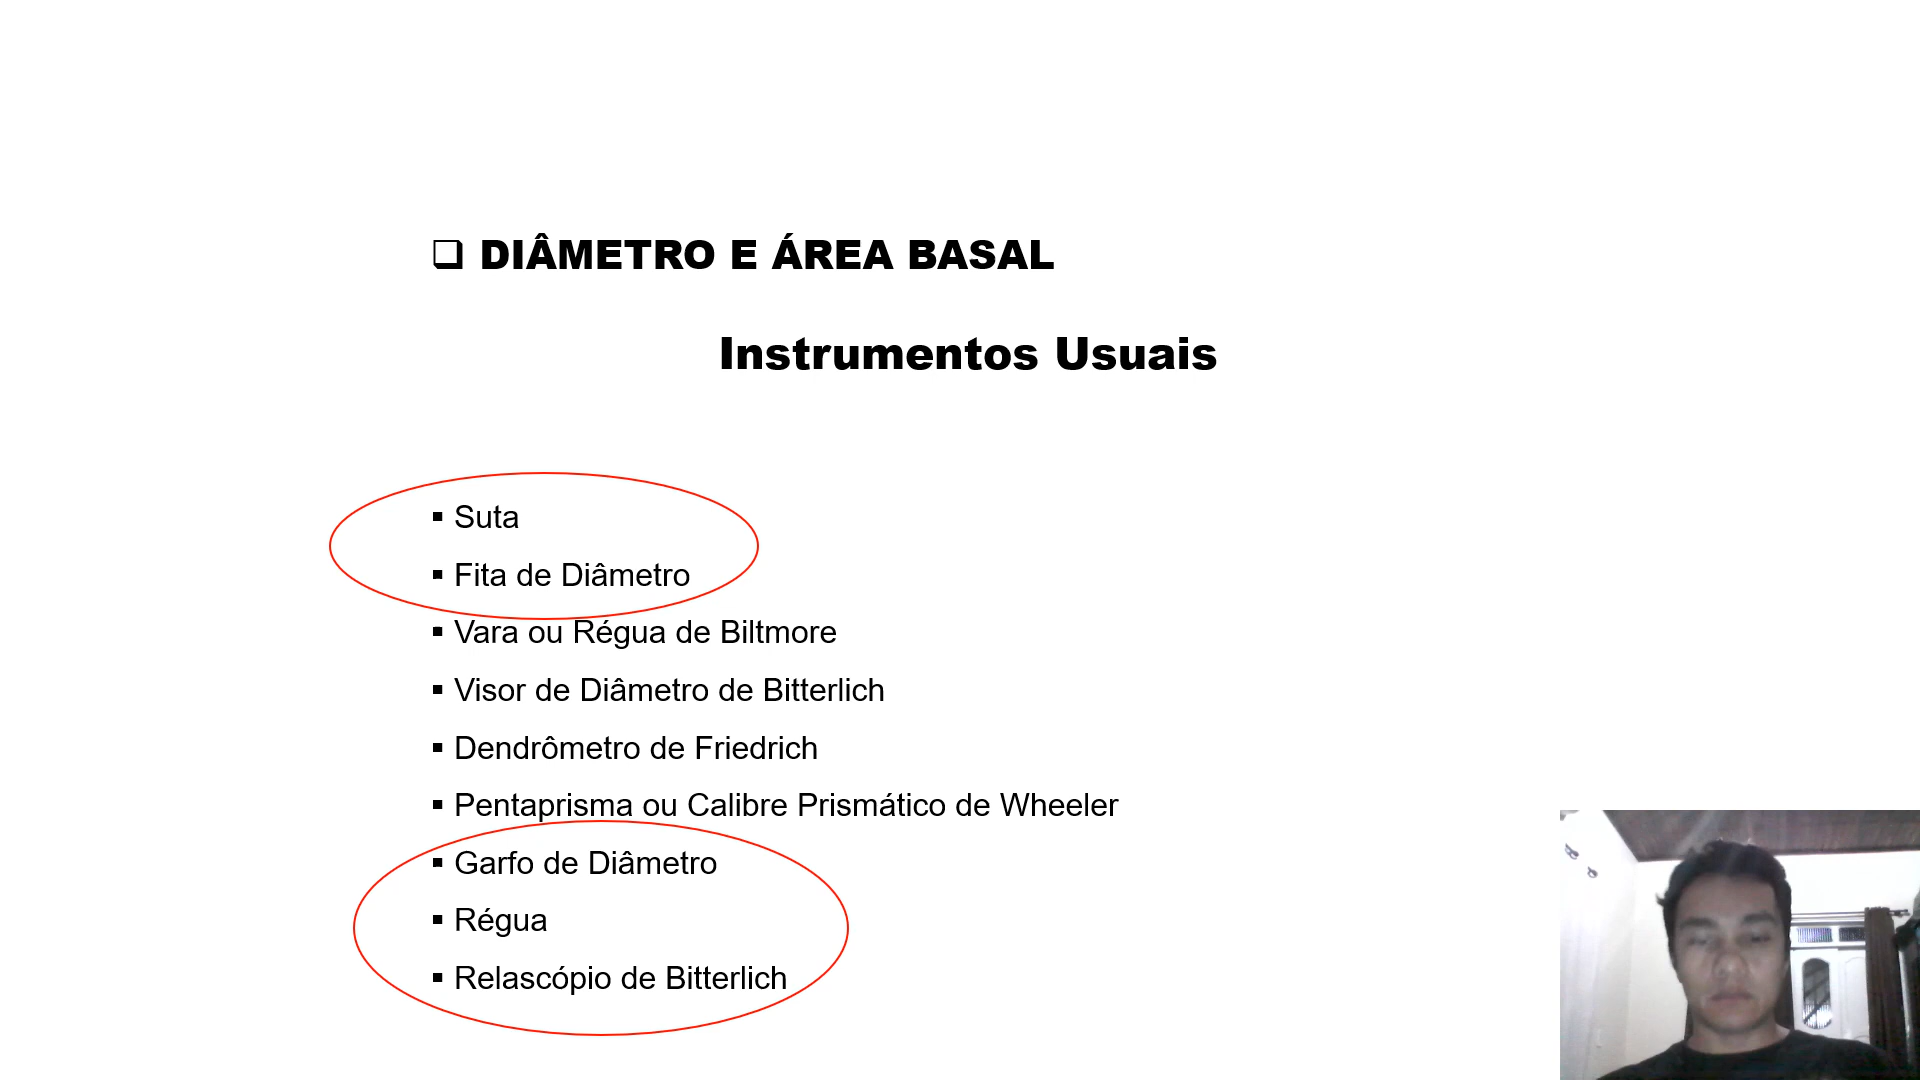 DIÂMETRO E ÁREA BASAL
Instrumentos Usuais
Suta
Fita de Diâmetro
Vara ou Régua de Biltmore
Visor de Diâmetro de Bitterlich
Dendrômetro de Friedrich
Pentaprisma ou Calibre Prismático de Wheeler
Garfo de Diâmetro
Régua
Relascópio de Bitterlich